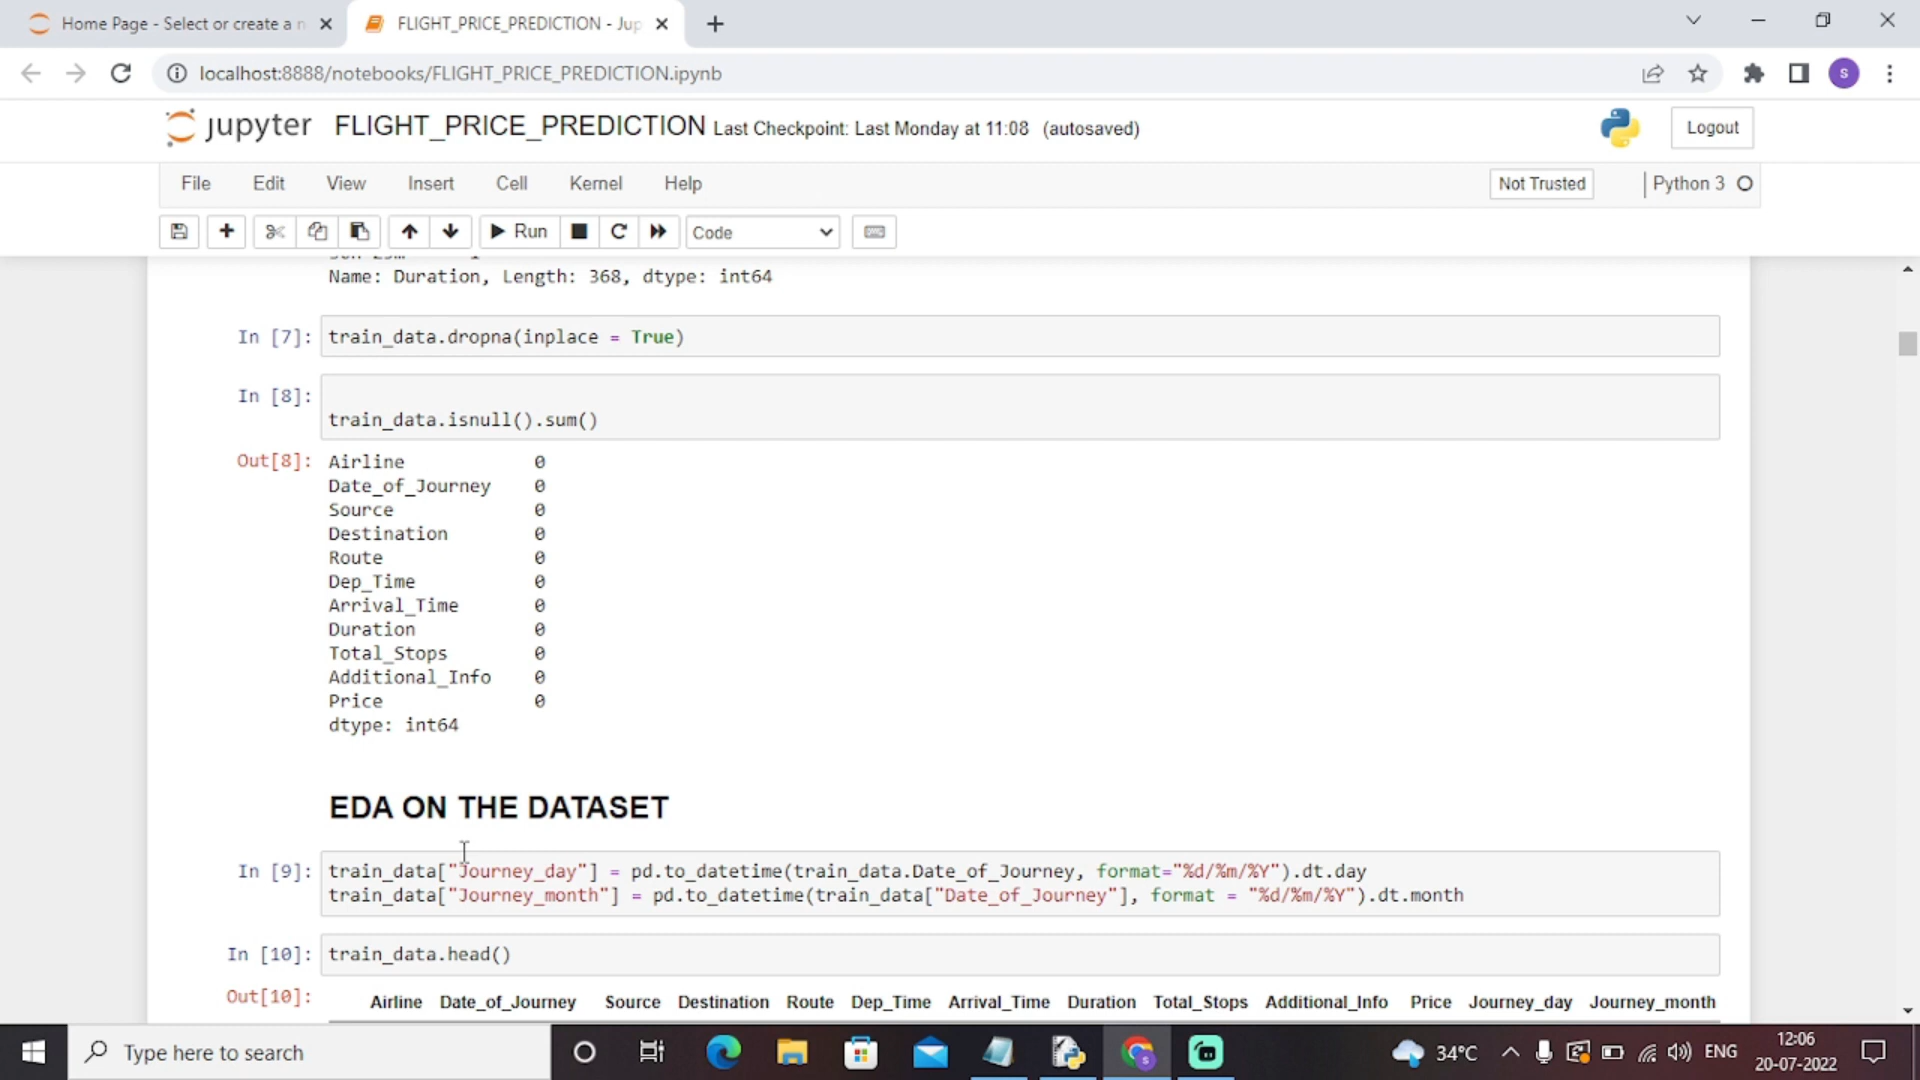 Home Page - Select or create a n
FLIGHT_PRICE_PREDICTION - Jup
localhost:8888/notebooks/FLIGHT_PRICE_PREDICTION.ipynb
S
jupyter FLIGHT_PRICE_PREDICTION Last Checkpoint: Last Monday at 11:08 (autosaved)
Logout
File Edit View Insert Cell Kernel Help
Not Trusted
Python 3
Run
Code
Name: Duration, Length: 368, dtype: int64
In [7]: train_data.dropna(inplace = True)
In [8]:
train_data.isnull().sum()
Out[8]: Airline 0
Date_of_Journey 0
Source 0
Destination 0
Route 0
Dep_Time 0
Arrival_Time 0
Duration 0
Total_Stops 0
Additional_Info 0
Price 0
dtype: int64
EDA ON THE DATASET
In [9]: train_data["Journey_day"] = pd.to_datetime(train_data.Date_of_Journey, format="%d/%m/%Y").dt.day
train_data["Journey_month"] = pd.to_datetime(train_data["Date_of_Journey"], format = "%d/%m/%Y").dt.month
In [10]: train_data.head()
Out[10]:
Airline Date_of_Journey Source Destination Route Dep_Time Arrival_Time Duration Total_Stops Additional_Info Price Journey_day Journey_month
Type here to search
34°C
ENG
12:06
20-07-2022